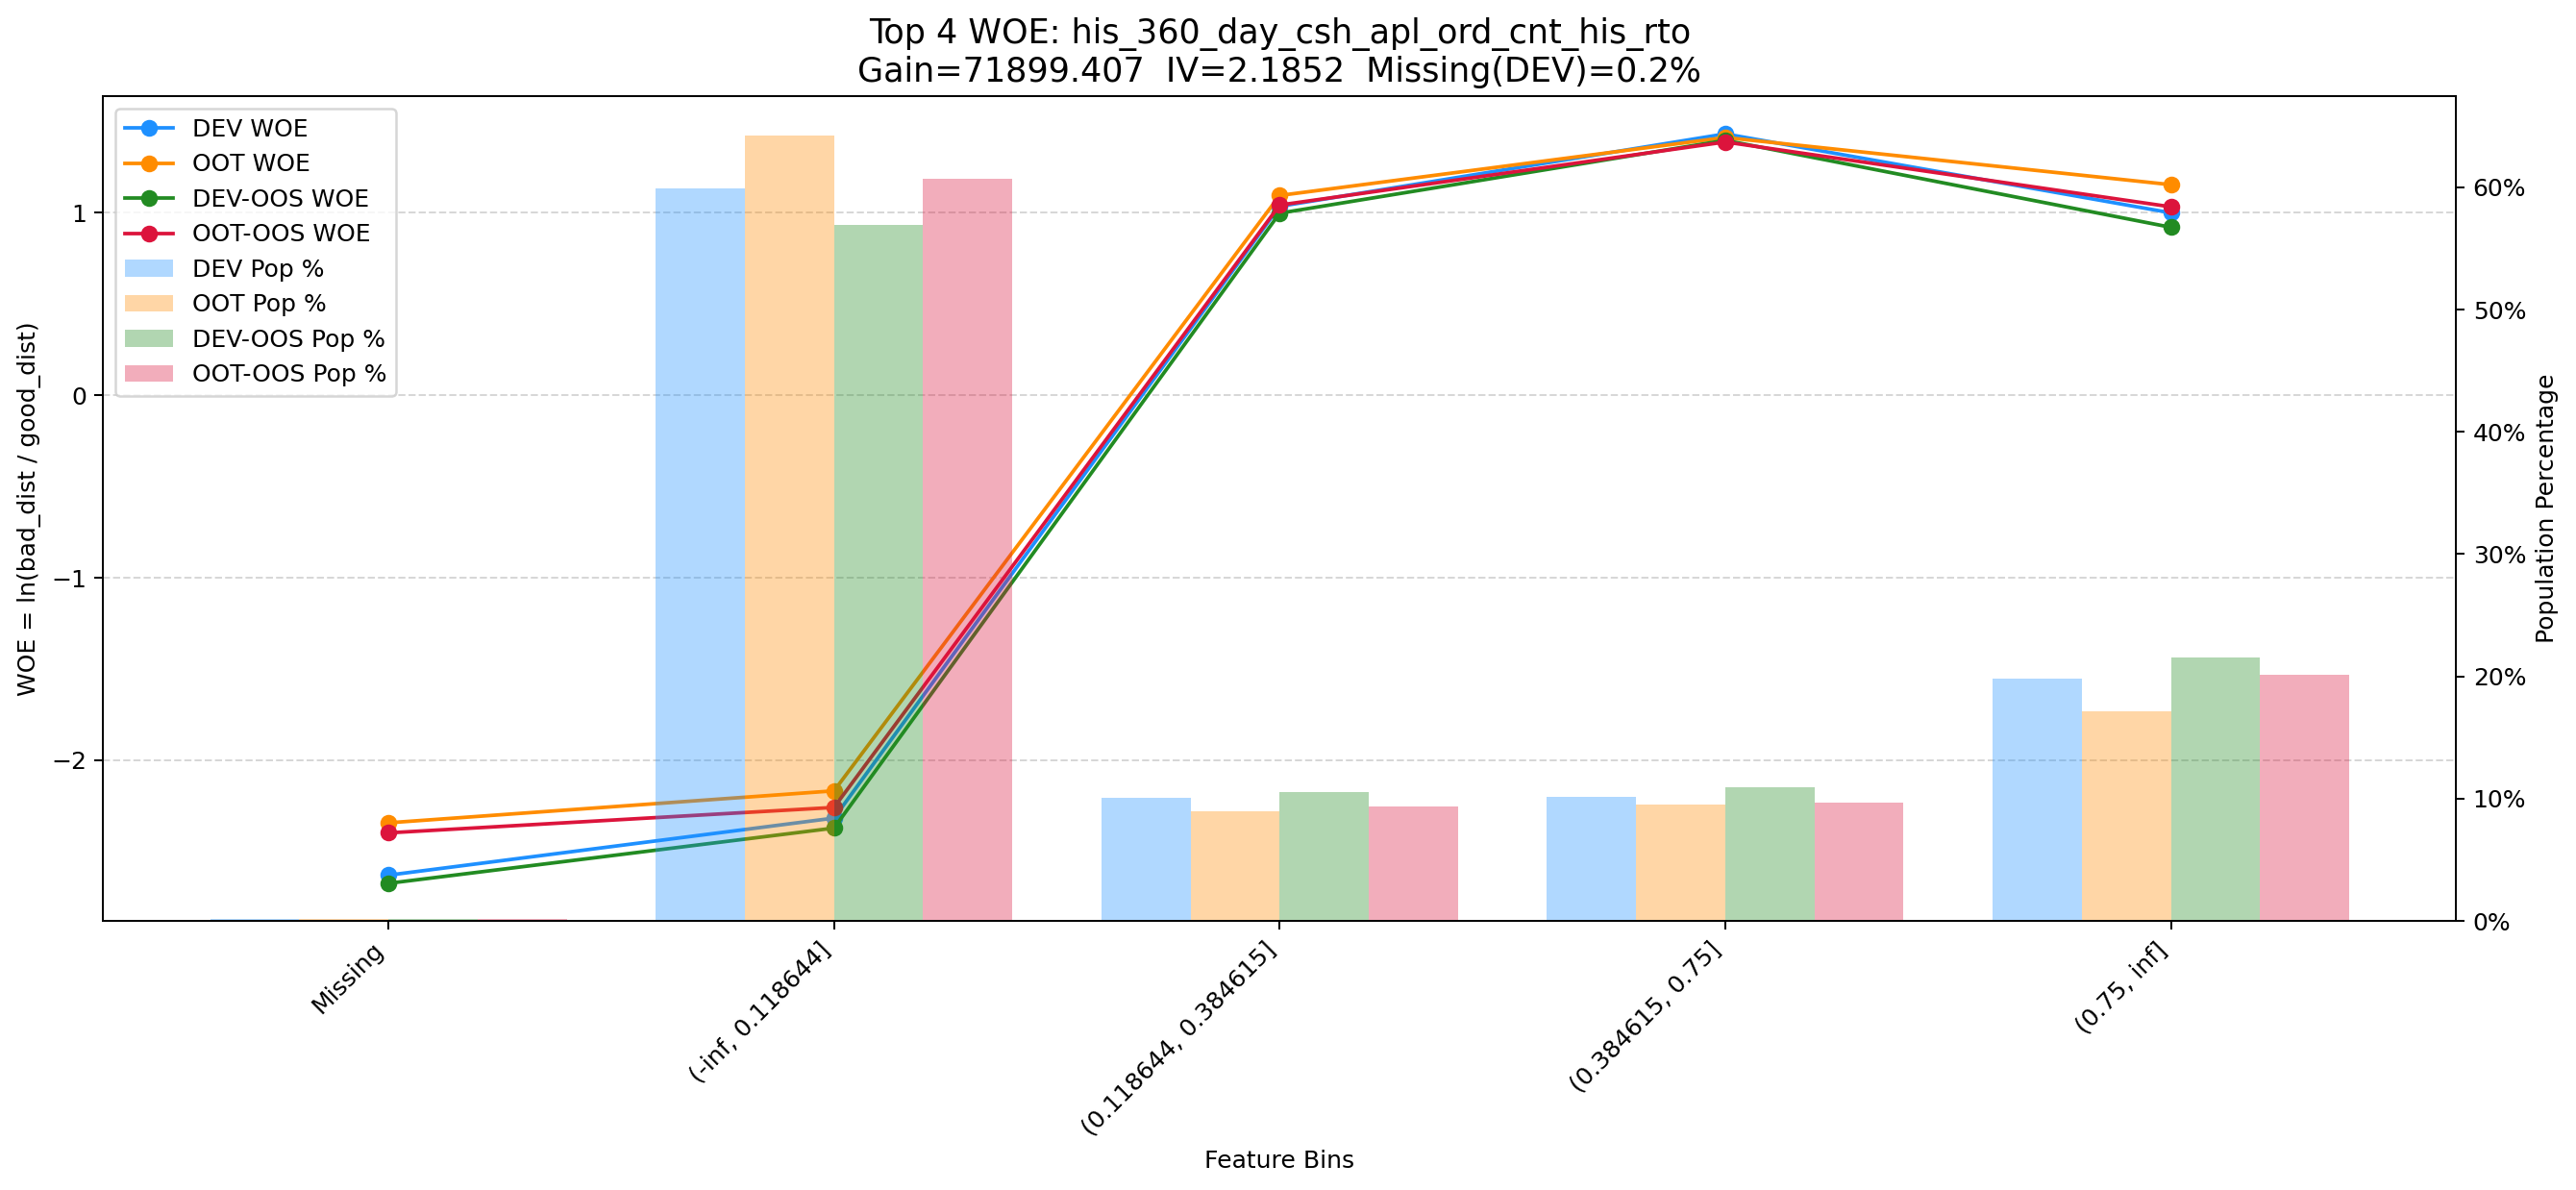 Top 4 WOE: his_360_day_csh_apl_ord_cnt_his_rto
Gain=71899.407  IV=2.1852  Missing(DEV)=0.2%
DEV WOE
OOT WOE
DEV-OOS WOE
OOT-OOS WOE
DEV Pop %
OOT Pop %
DEV-OOS Pop %
OOT-OOS Pop %
WOE = ln(bad_dist / good_dist)
1
0
−1
−2
60%
50%
40%
30%
20%
10%
0%
Population Percentage
Missing
(-inf, 0.118644]
(0.118644, 0.384615]
(0.384615, 0.75]
(0.75, inf]
Feature Bins